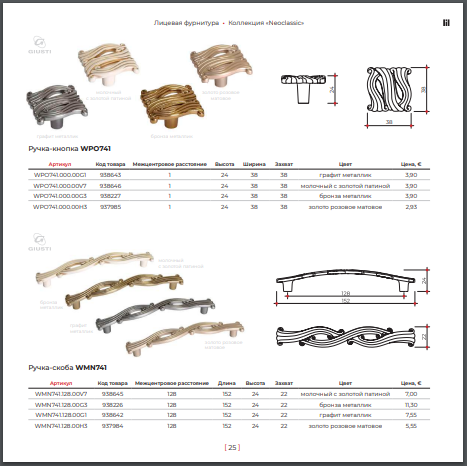 Лицевая фурнитура • Коллекция «Neoclassic»
GIUSTI
молочный
с золотой патиной
золото розовое
матовое
графит металлик
бронза металлик
24
38
38
Ручка-кнопка WPO741
Артикул Код товара Межцентровое расстояние Высота Ширина Захват Цвет Цена, €
WPO741.000.00G1 938643 1 24 38 38 графит металлик 3,90
WPO741.000.00V7 938646 1 24 38 38 молочный с золотой патиной 3,90
WPO741.000.00G3 938227 1 24 38 38 бронза металлик 3,90
WPO741.000.00H3 937985 1 24 38 38 золото розовое матовое 2,93
GIUSTI
молочный
с золотой патиной
бронза
металлик
графит
металлик
золото розовое
матовое
24
128
152
22
Ручка-скоба WMN741
Артикул Код товара Межцентровое расстояние Длина Высота Захват Цвет Цена, €
WMN741.128.00V7 938645 128 152 24 22 молочный с золотой патиной 7,00
WMN741.128.00G3 938226 128 152 24 22 бронза металлик 11,30
WMN741.128.00G1 938642 128 152 24 22 графит металлик 7,55
WMN741.128.00H3 937984 128 152 24 22 золото розовое матовое 5,55
[ 25 ]